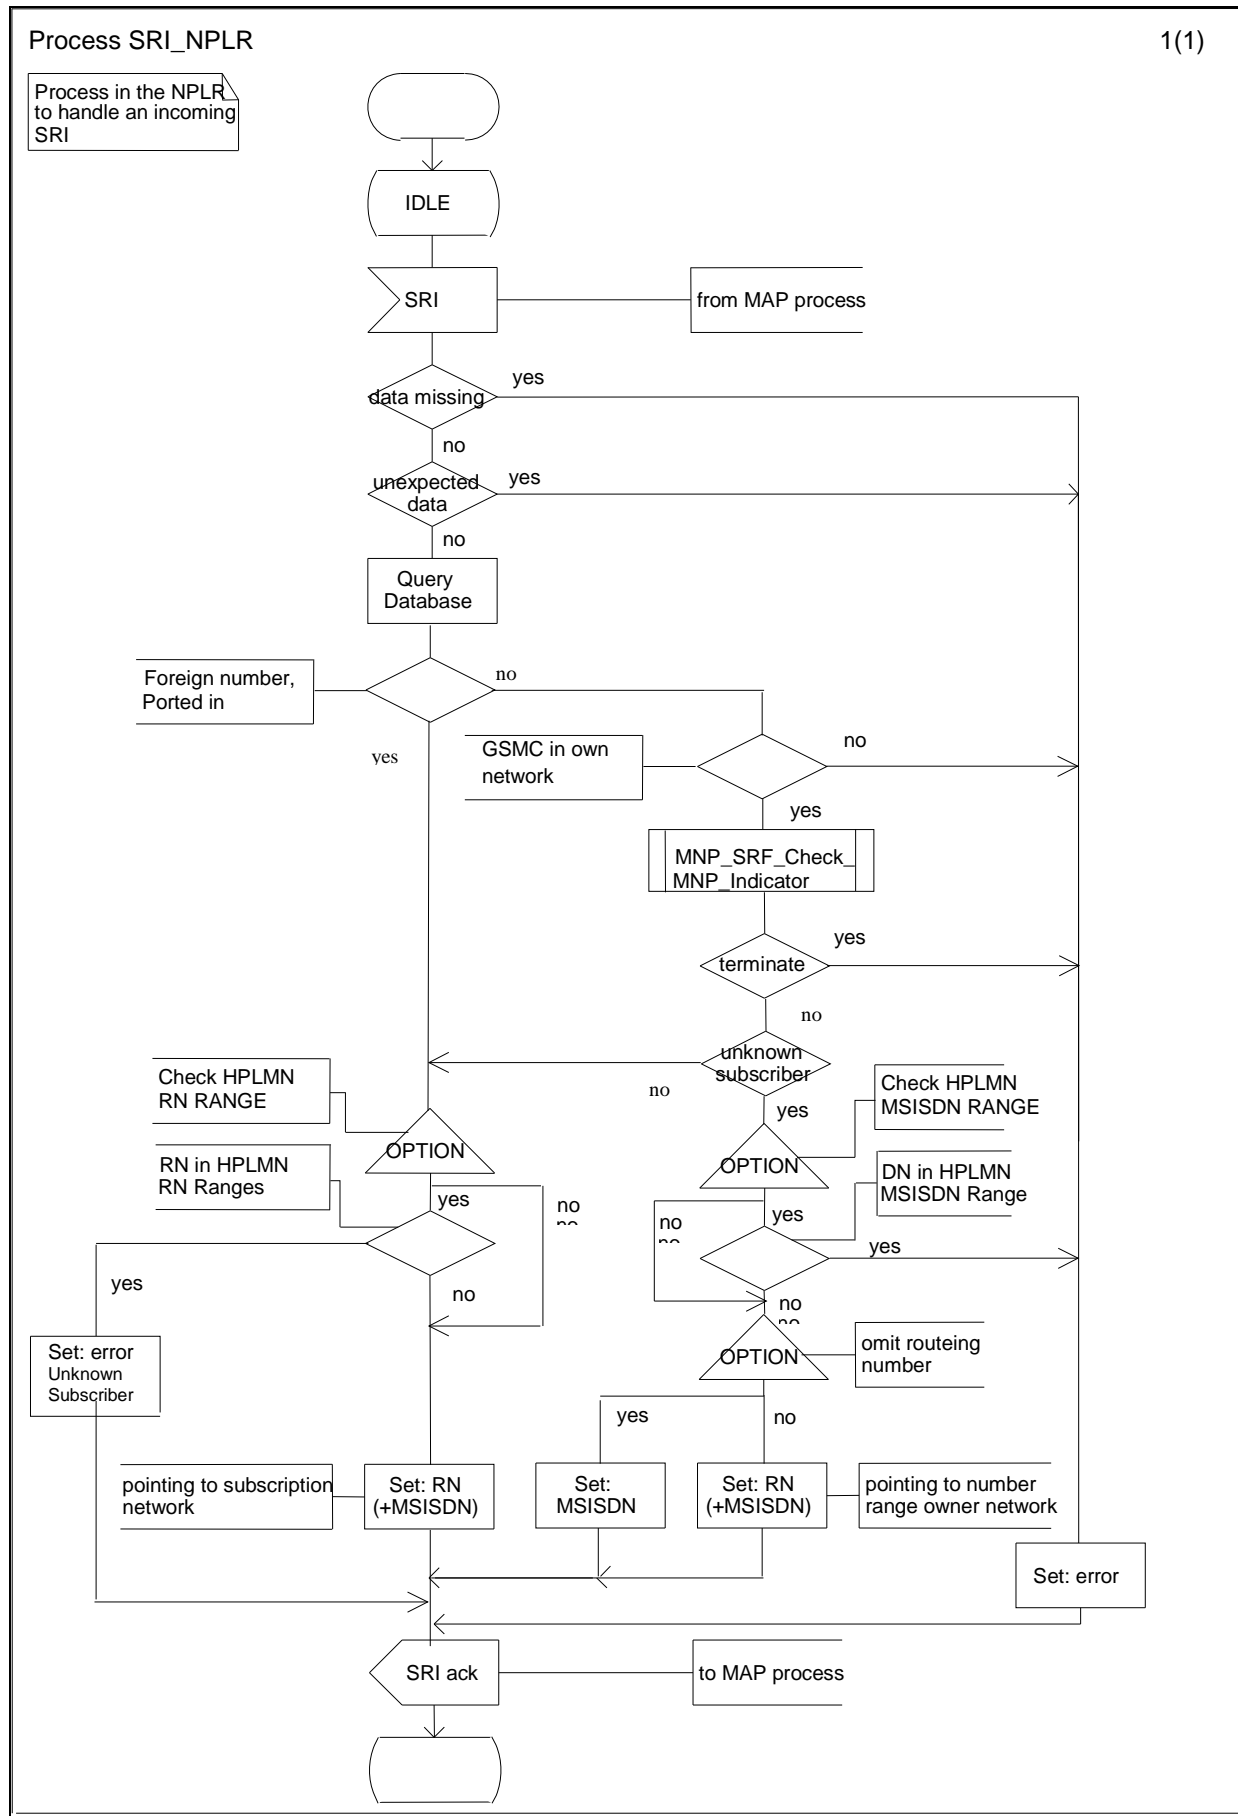 Process SRI_NPLR
1(1)
Process in the NPLR
to handle an incoming
SRI
IDLE
SRI
from MAP process
data missing
yes
no
unexpected
data
yes
no
Query
Database
Foreign number,
Ported in
no
yes
GSMC in own
network
no
yes
MNP_SRF_Check_
MNP_Indicator
terminate
yes
no
unknown
subscriber
no
yes
Check HPLMN
RN RANGE
OPTION
Check HPLMN
MSISDN RANGE
OPTION
RN in HPLMN
RN Ranges
yes
no
no
DN in HPLMN
MSISDN Range
no
no
yes
yes
yes
no
no
no
Set: error
Unknown
Subscriber
OPTION
omit routeing
number
yes
no
pointing to subscription
network
Set: RN
(+MSISDN)
Set:
MSISDN
Set: RN
(+MSISDN)
pointing to number
range owner network
Set: error
SRI ack
to MAP process